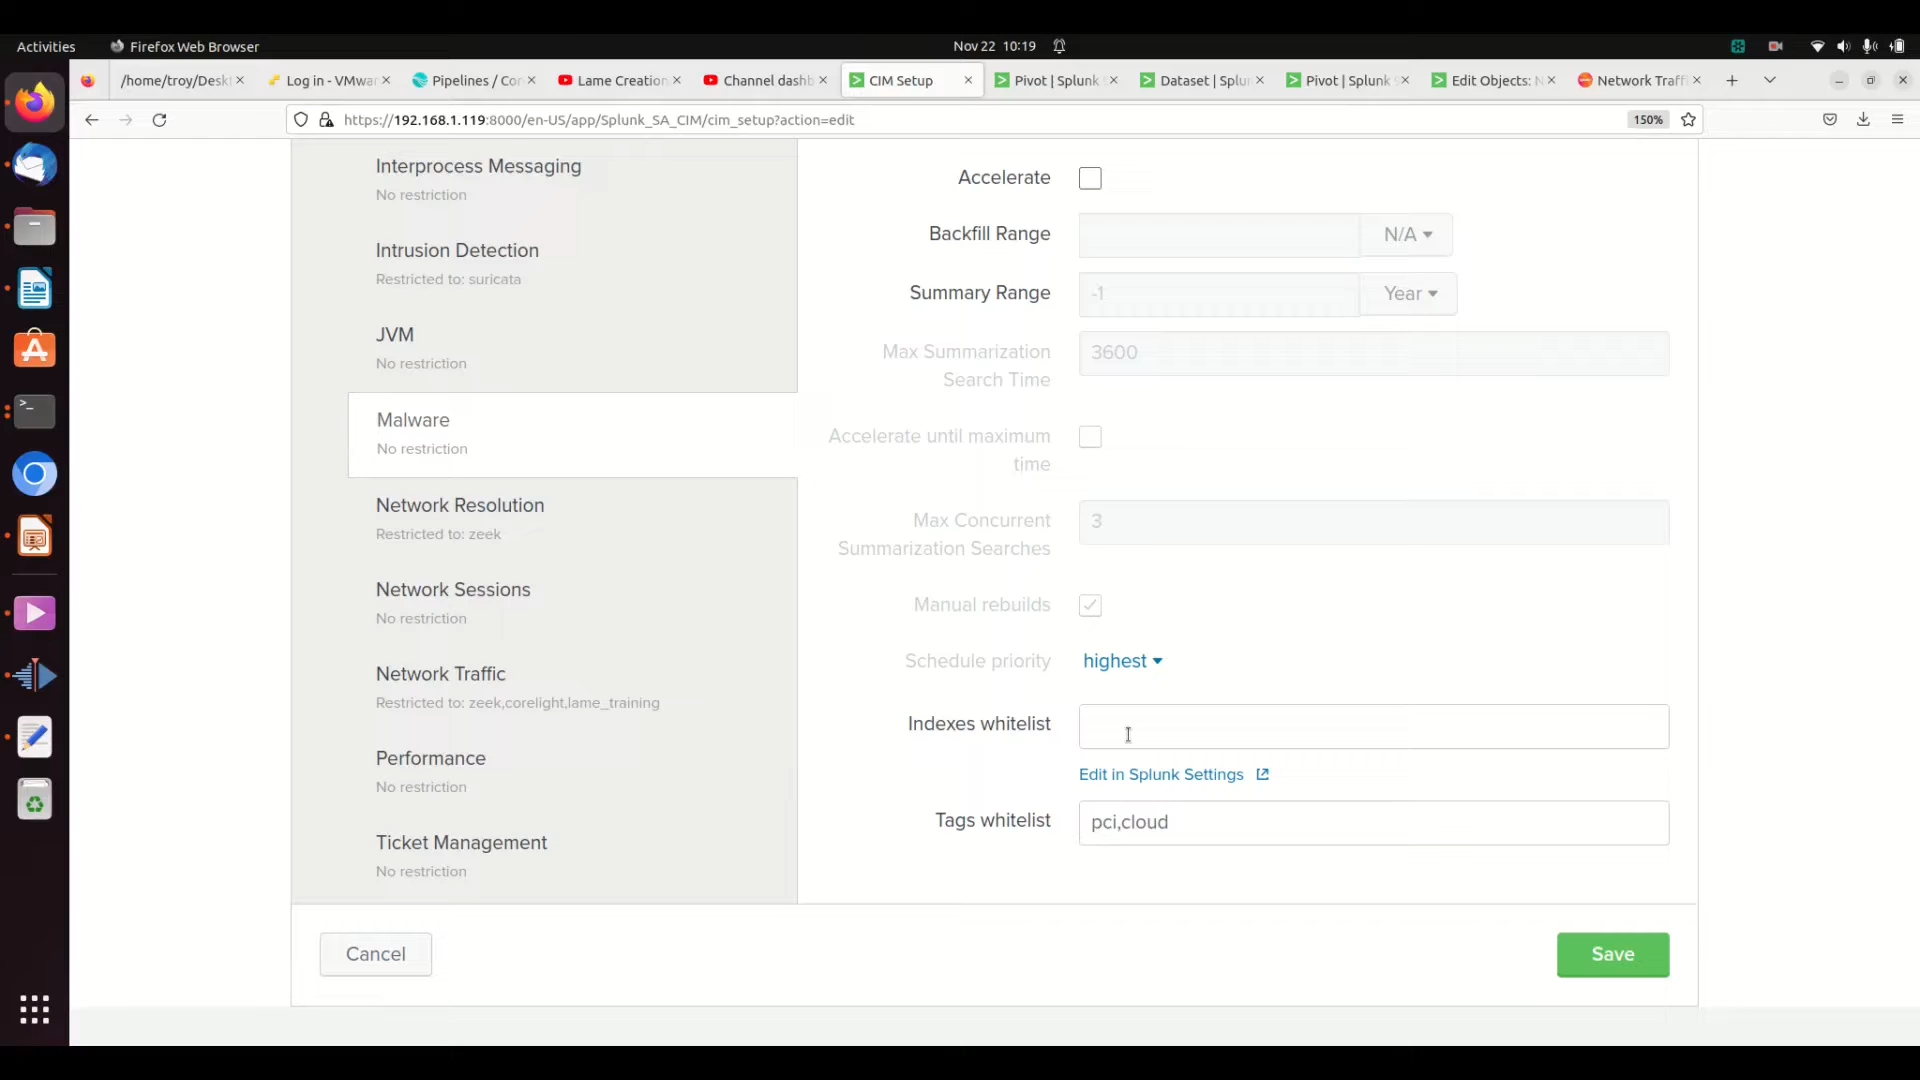 Activities
Firefox Web Browser
Nov 22 10:19
/home/troy/Deskt
Log in - VMwar
Pipelines / Cor
Lame Creation
Channel dashb
CIM Setup
Pivot | Splunk
Dataset | Splu
Pivot | Splunk
Edit Objects: N
Network Traff
https://192.168.1.119:8000/en-US/app/Splunk_SA_CIM/cim_setup?action=edit
150%
Interprocess Messaging
No restriction
Intrusion Detection
Restricted to: suricata
JVM
No restriction
Malware
No restriction
Network Resolution
Restricted to: zeek
Network Sessions
No restriction
Network Traffic
Restricted to: zeek,corelight,lame_training
Performance
No restriction
Ticket Management
No restriction
Accelerate
Backfill Range
N/A
Summary Range
-1
Year
Max Summarization
Search Time
3600
Accelerate until maximum
time
Max Concurrent
Summarization Searches
3
Manual rebuilds
Schedule priority
highest
Indexes whitelist
Edit in Splunk Settings
Tags whitelist
pci,cloud
Cancel
Save